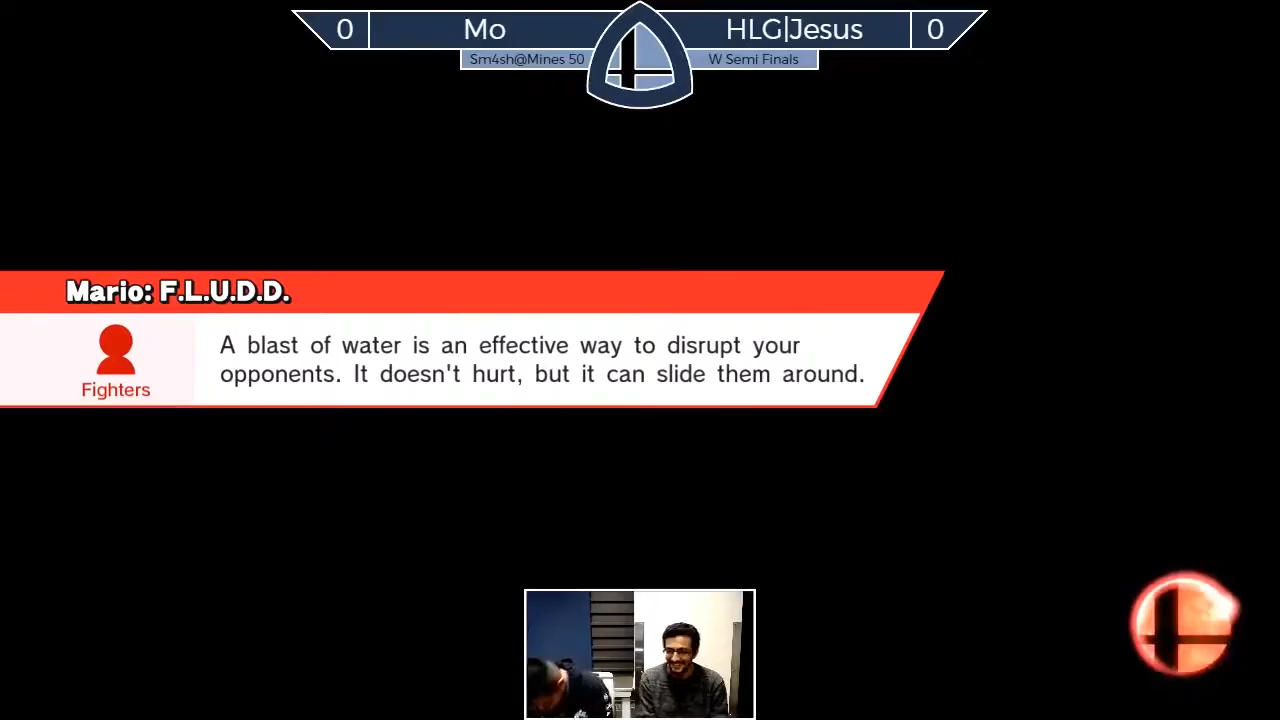 0 Mo HLG|Jesus 0
Sm4sh@Mines 50 W Semi Finals
Mario: F.L.U.D.D.
A blast of water is an effective way to disrupt your
opponents. It doesn't hurt, but it can slide them around.
Fighters